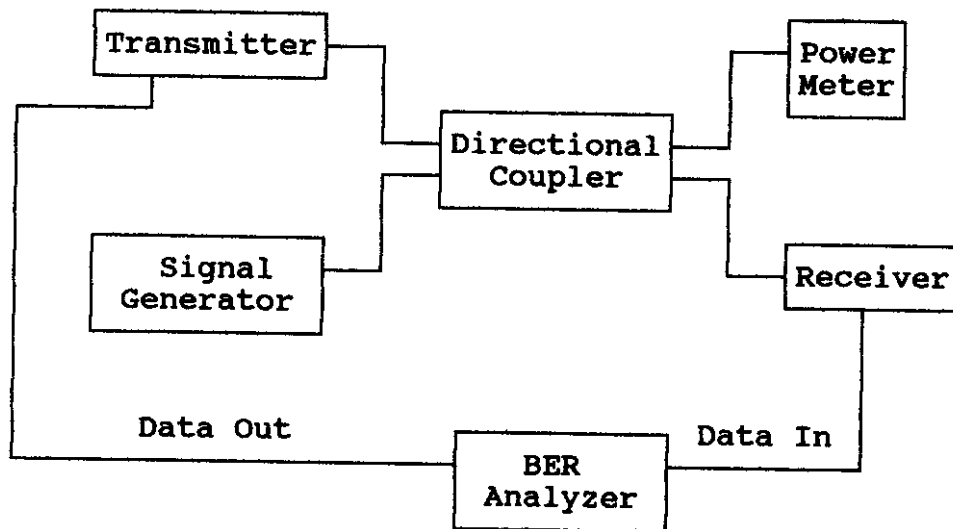 Transmitter
Power
Meter
Directional
Coupler
Signal
Generator
Receiver
Data Out
Data In
BER
Analyzer